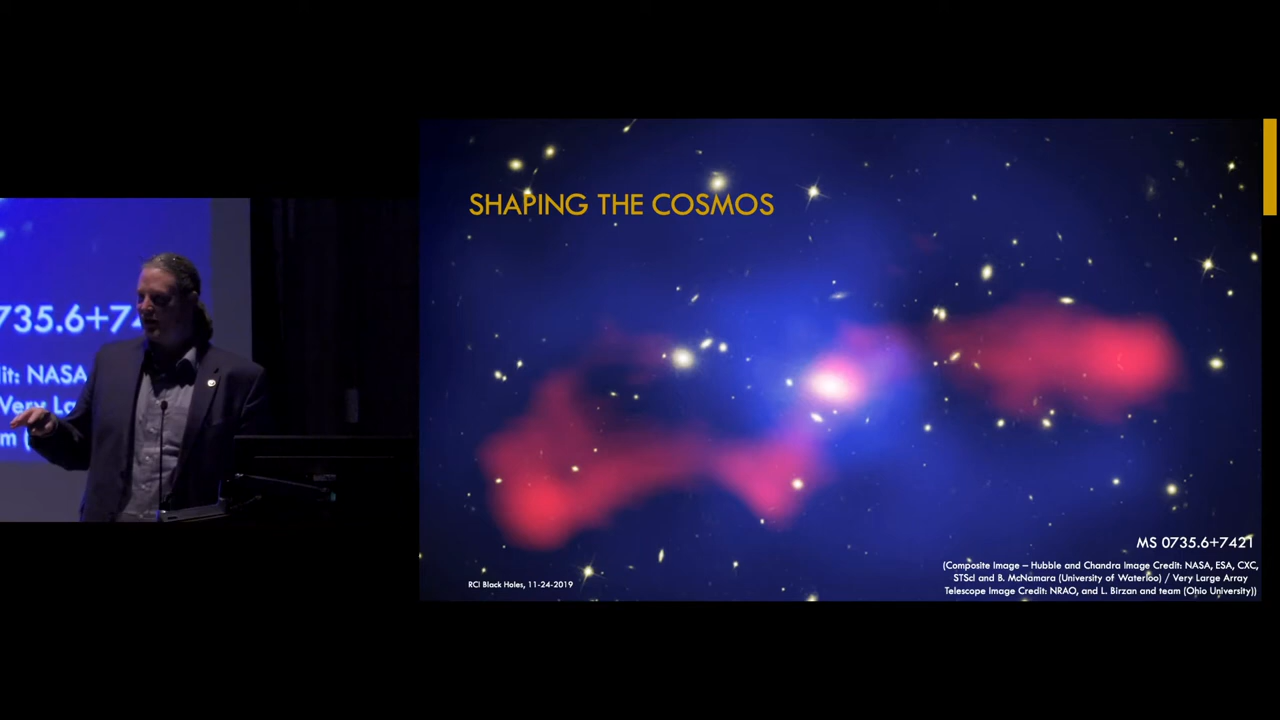 SHAPING THE COSMOS
MS 0735.6+7421
(Composite Image – Hubble and Chandra Image Credit: NASA, ESA, CXC,
STScI and B. McNamara (University of Waterloo) / Very Large Array
Telescope Image Credit: NRAO, and L. Birzan and team (Ohio University))
RCI Black Holes, 11-24-2019
735.6+74
dit: NASA
Very La
m (